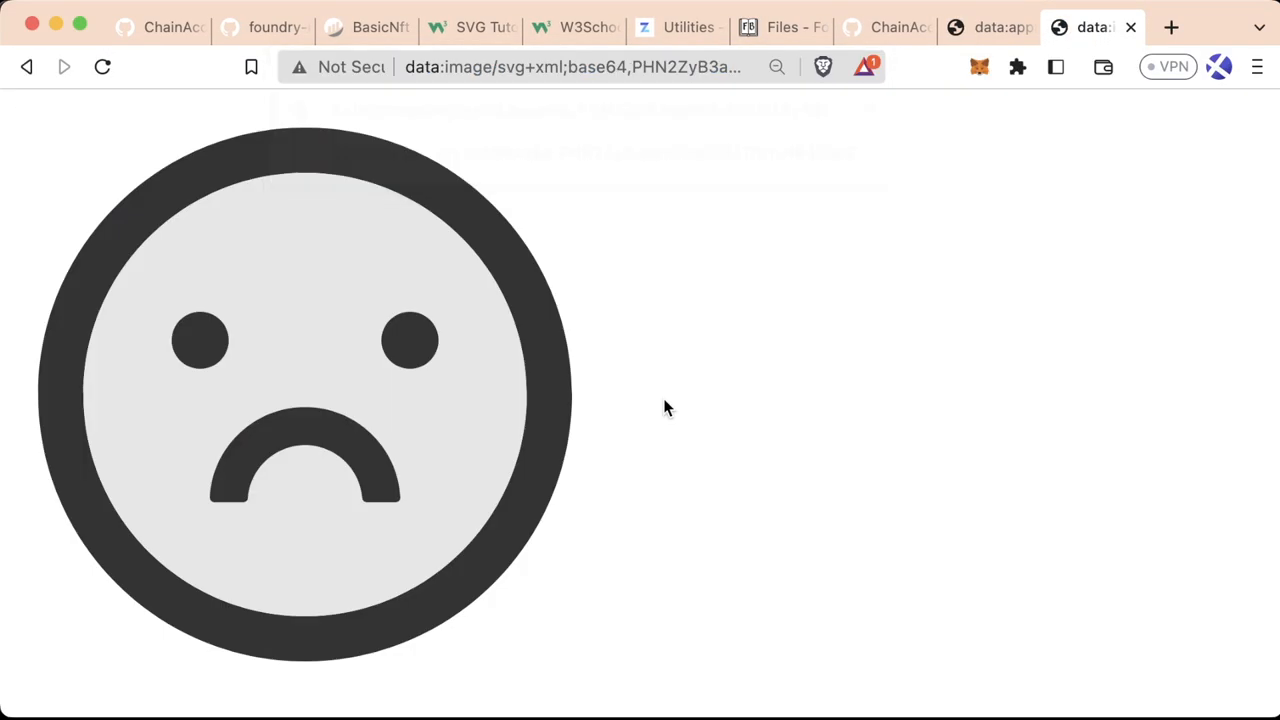 ChainAcc foundry- BasicNft SVG Tuto W3Scho Utilities - Files - Fo ChainAcc data:app data:i
Not Secu data:image/svg+xml;base64,PHN2ZyB3a... 1 VPN